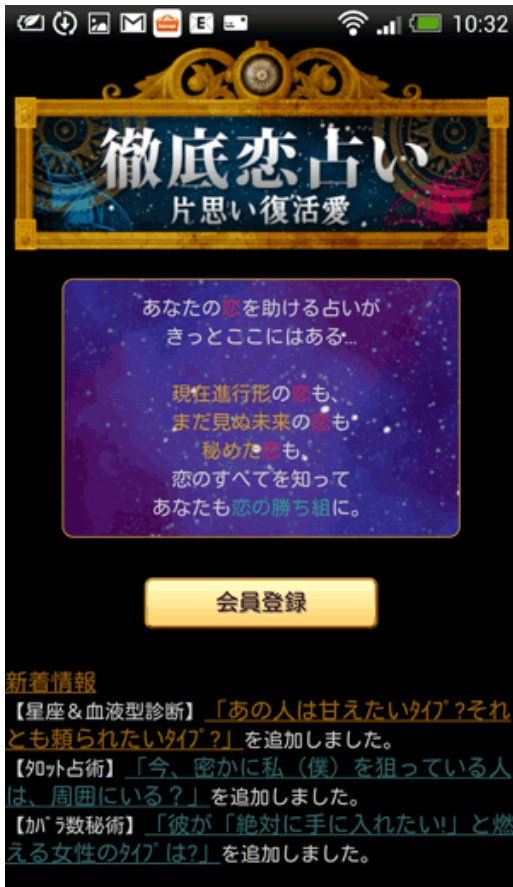 10:32
徹底恋占い
片思い復活愛
あなたの恋を助ける占いが
きっとここにはある...
現在進行形の恋も、
まだ見ぬ未来の恋も
秘めた恋も、
恋のすべてを知って
あなたも恋の勝ち組に。
会員登録
新着情報
【星座＆血液型診断】「あの人は甘えたいﾀｲﾌﾟ?それ
とも頼られたいﾀｲﾌﾟ?」を追加しました。
【ﾀﾛｯﾄ占術】「今、密かに私（僕）を狙っている人
は、周囲にいる？」を追加しました。
【ｶﾊﾞﾗ数秘術】「彼が「絶対に手に入れたい!」と燃
える女性のﾀｲﾌﾟは?」を追加しました。